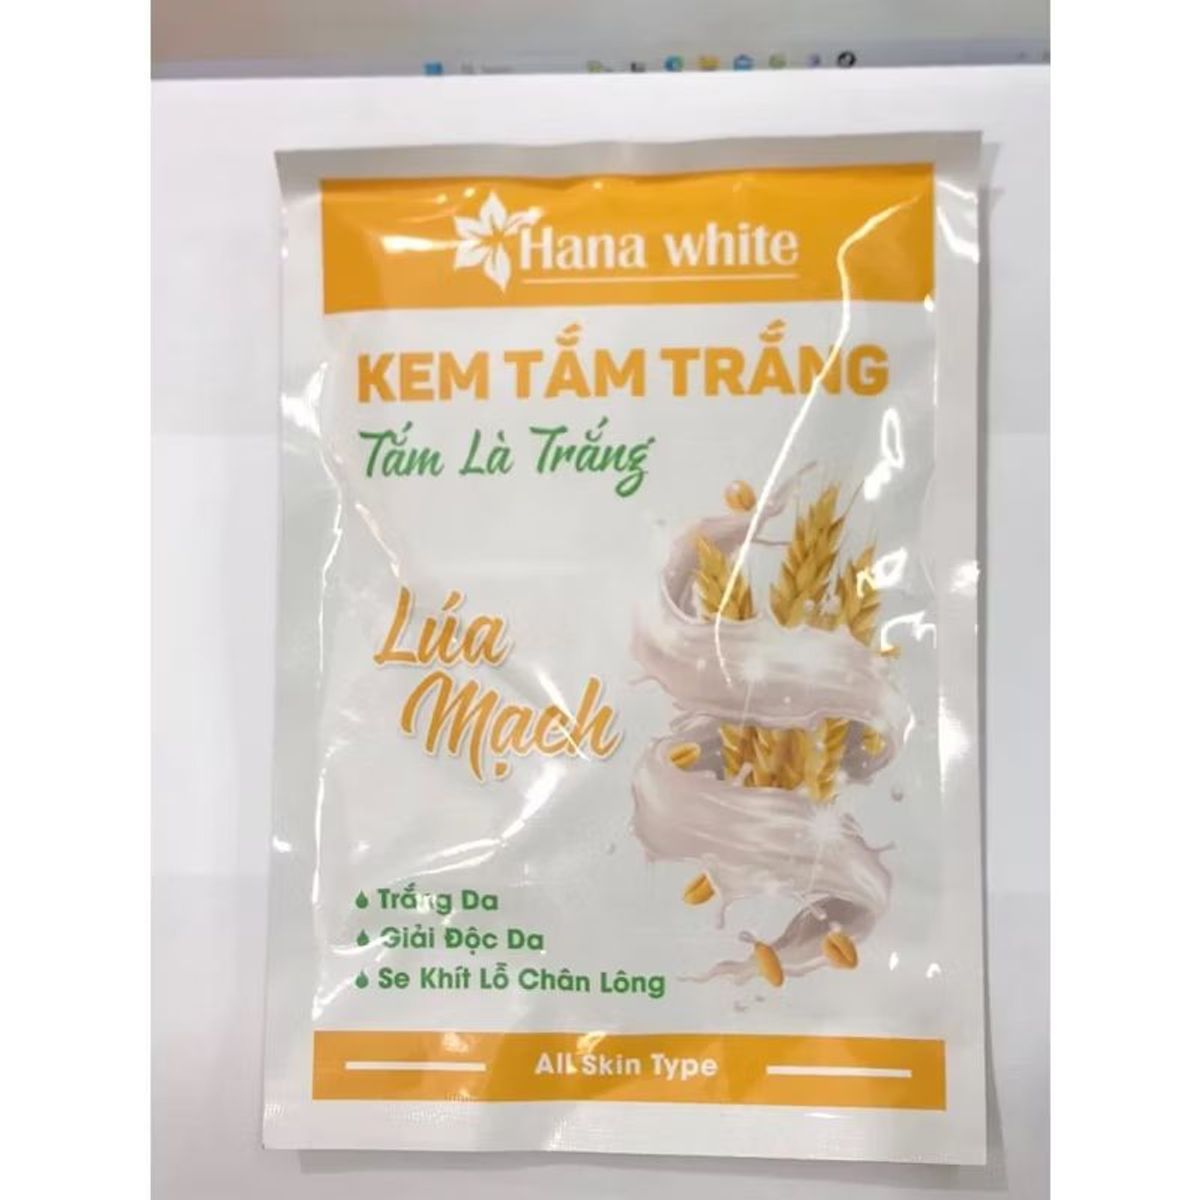 Hana white
KEM TẮM TRẮNG
Tắm Là Trắng
Lúa
Mạch
Trắng Da
Giải Độc Da
Se Khít Lỗ Chân Lông
All Skin Type